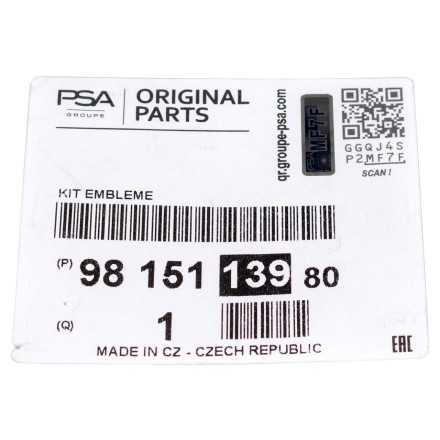 PSA GROUPE
ORIGINAL
PARTS
qr.groupe-psa.com
MF7F
GGQJ4S
P2MF7F
SCAN!
KIT EMBLEME
(P) 98 151 139 80
(Q) 1
MADE IN CZ - CZECH REPUBLIC
EAC